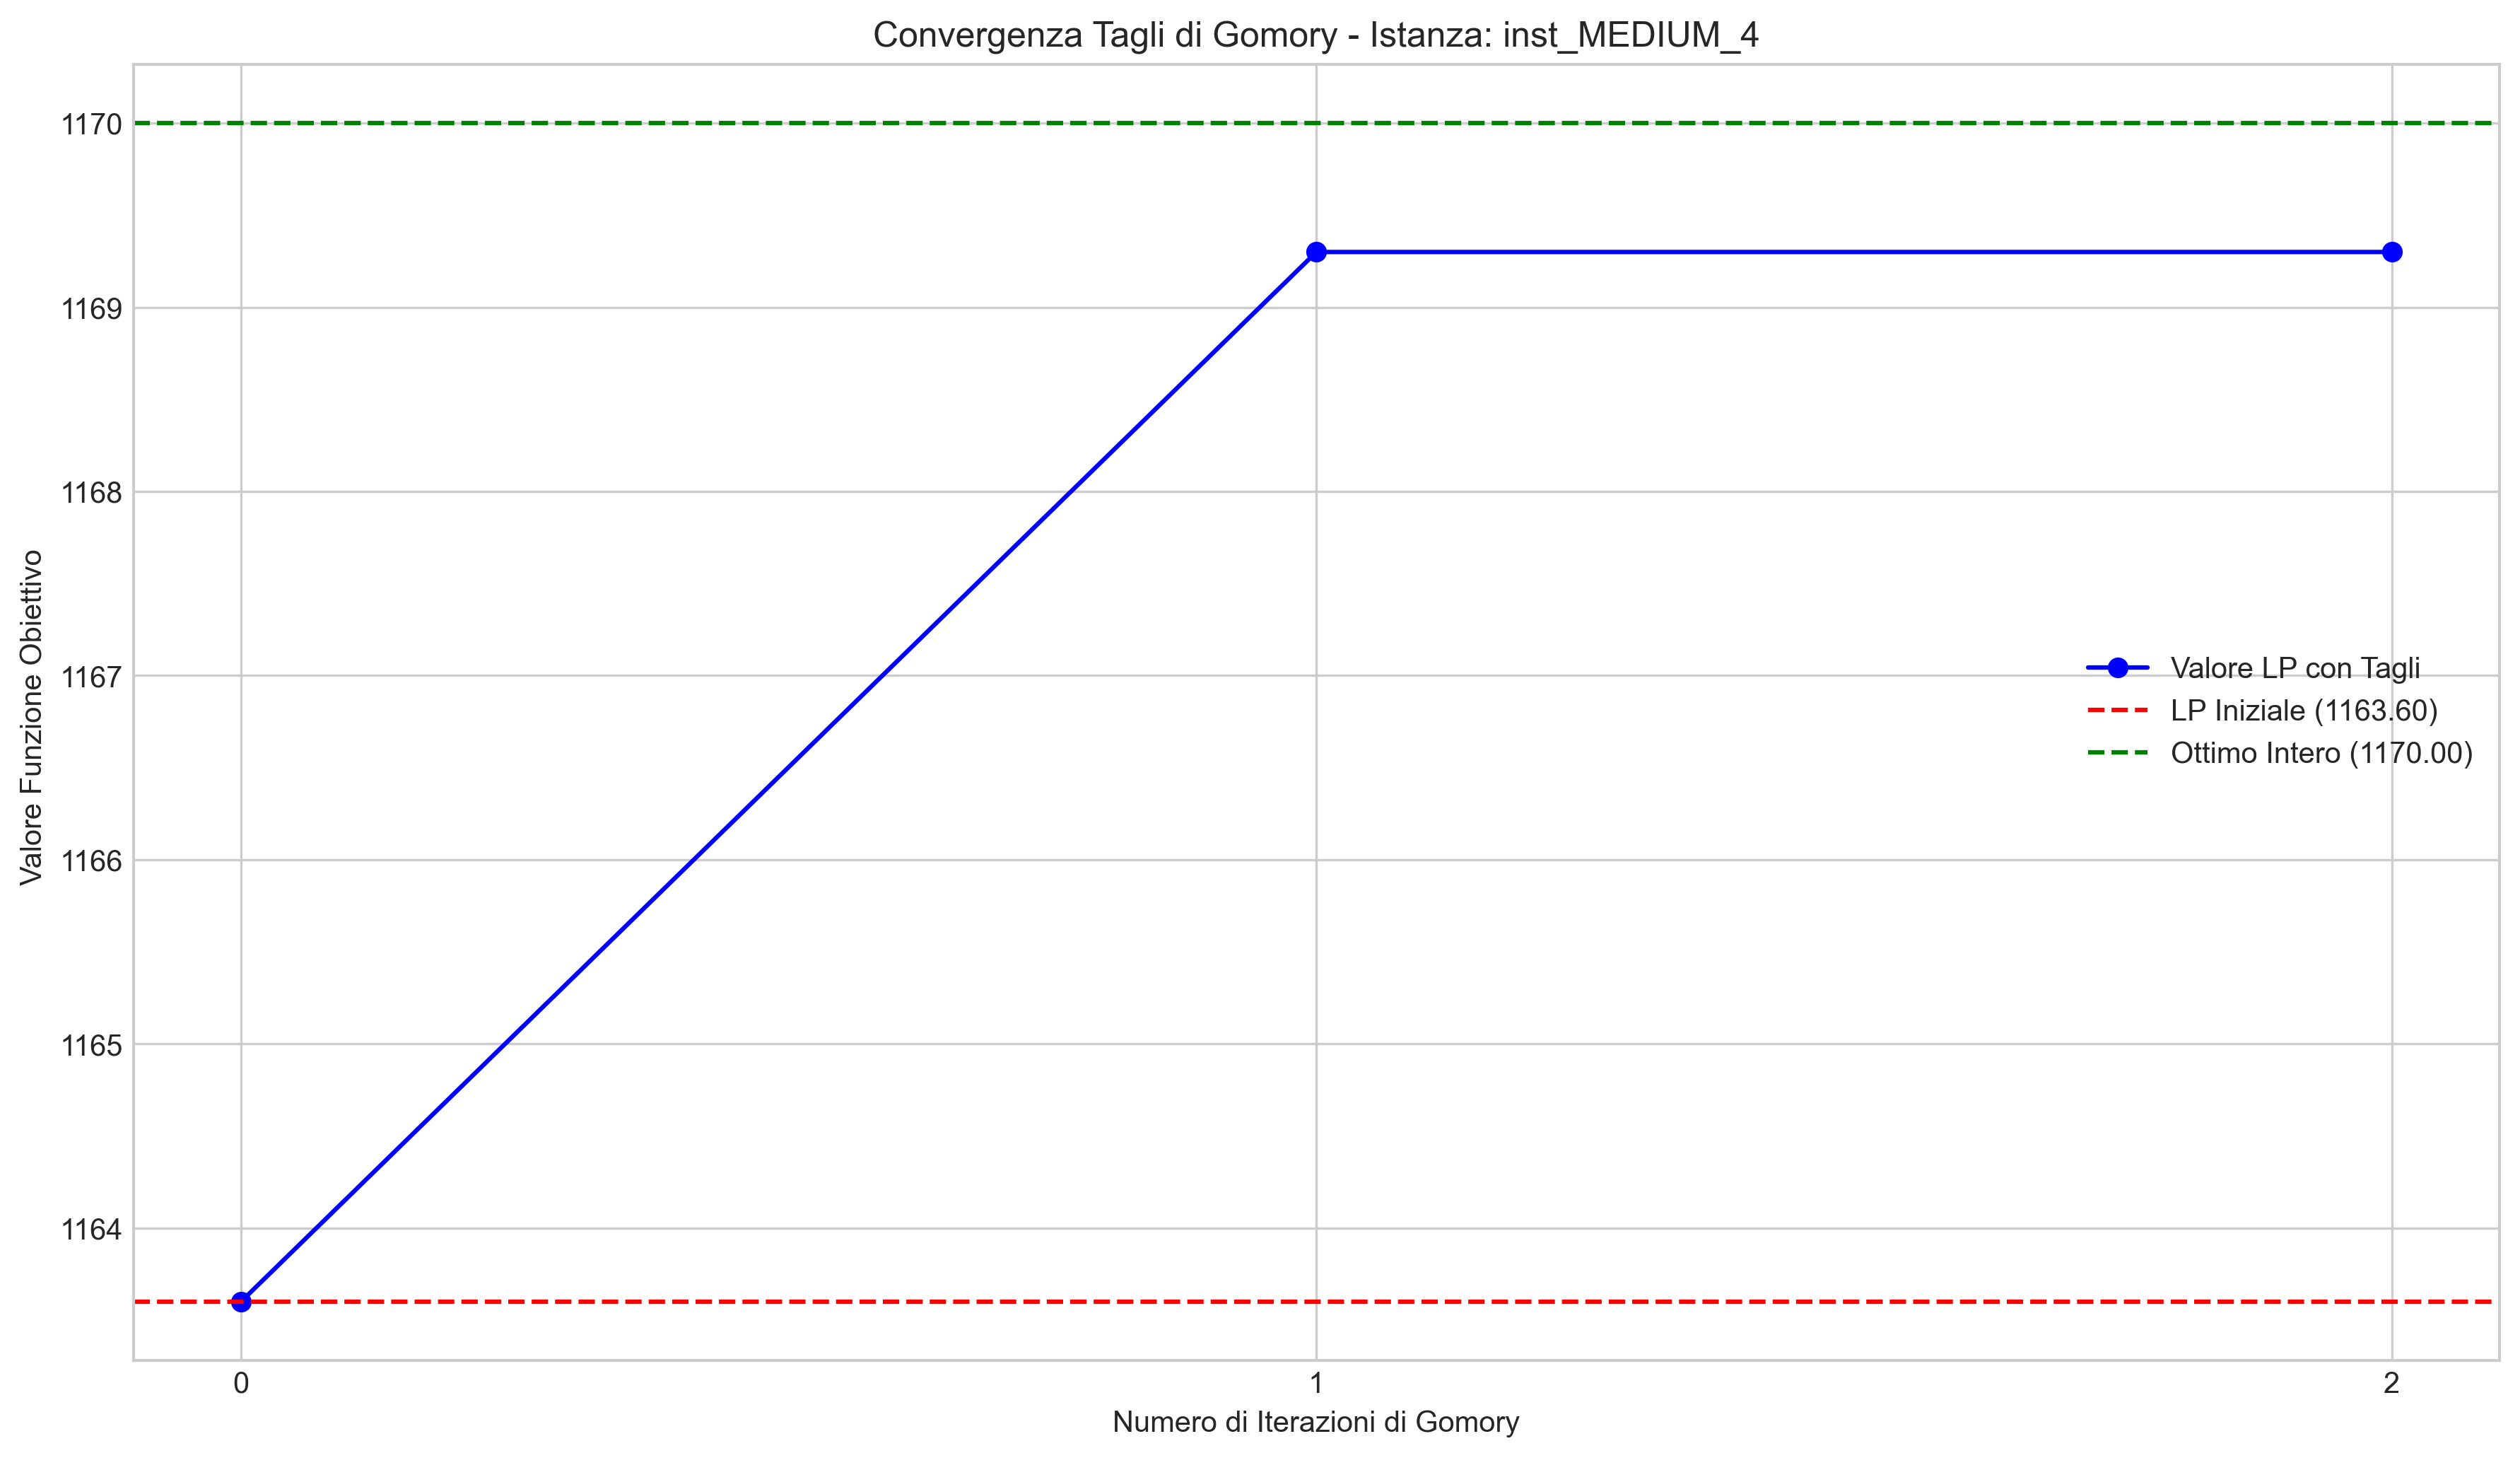 Convergenza Tagli di Gomory - Istanza: inst_MEDIUM_4
Valore Funzione Obiettivo
1170
1169
1168
1167
1166
1165
1164
Valore LP con Tagli
LP Iniziale (1163.60)
Ottimo Intero (1170.00)
0
1
2
Numero di Iterazioni di Gomory